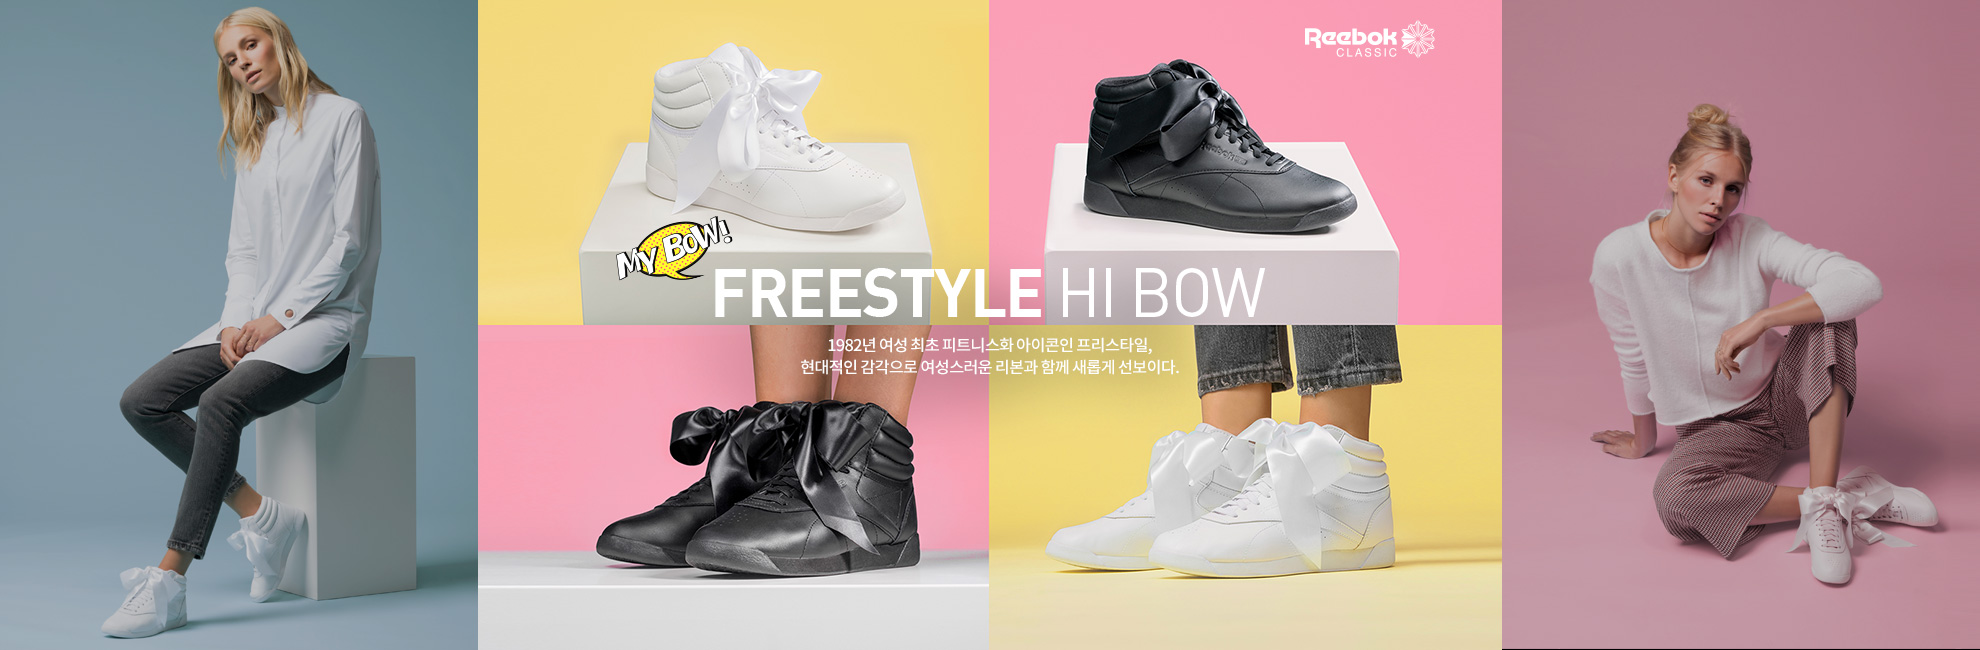 Reebok
CLASSIC
MY BOW!
FREESTYLE HI BOW
1982년 여성 최초 피트니스화 아이콘인 프리스타일,
현대적인 감각으로 여성스러운 리본과 함께 새롭게 선보이다.
Reebok